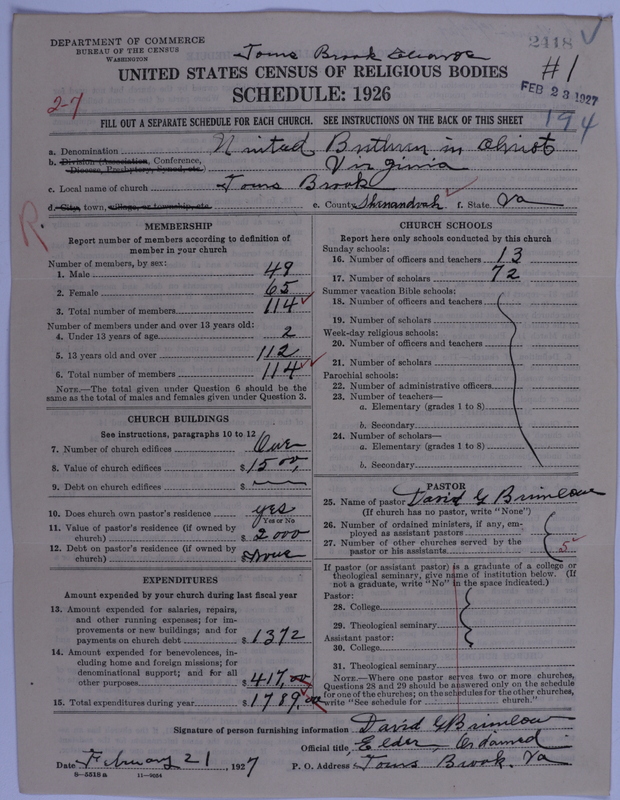 DEPARTMENT OF COMMERCE
BUREAU OF THE CENSUS
WASHINGTON
Toms Brook
2418
UNITED STATES CENSUS OF RELIGIOUS BODIES
#1
SCHEDULE: 1926
FEB 23 1927
2-7
194
FILL OUT A SEPARATE SCHEDULE FOR EACH CHURCH. SEE INSTRUCTIONS ON THE BACK OF THIS SHEET
a. Denomination United Brethren in Christ
b. Division (Association, Conference, Virginia
Diocese, Presbytery, Synod, etc.)
c. Local name of church Toms Brook
d. City, town, village, or township, etc. e. County Shenandoah f. State Va
R
MEMBERSHIP
Report number of members according to definition of
member in your church
Number of members, by sex:
1. Male 49
2. Female 65
3. Total number of members 114
Number of members under and over 13 years old:
4. Under 13 years of age 2
5. 13 years old and over 112
6. Total number of members 114
NOTE.—The total given under Question 6 should be the
same as the total of males and females given under Question 3.
CHURCH BUILDINGS
See instructions, paragraphs 10 to 12
7. Number of church edifices One
8. Value of church edifices $1500,
9. Debt on church edifices $
10. Does church own pastor's residence yes
Yes or No
11. Value of pastor's residence (if owned by
church) $2000
12. Debt on pastor's residence (if owned by
church) $None
EXPENDITURES
Amount expended by your church during last fiscal year
13. Amount expended for salaries, repairs,
and other running expenses; for im-
provements or new buildings; and for
payments on church debt $1372
14. Amount expended for benevolences, in-
cluding home and foreign missions; for
denominational support; and for all
other purposes $417,00
15. Total expenditures during year $1789,00
CHURCH SCHOOLS
Report here only schools conducted by this church
Sunday schools:
16. Number of officers and teachers 13
17. Number of scholars 72
Summer vacation Bible schools:
18. Number of officers and teachers
19. Number of scholars
Week-day religious schools:
20. Number of officers and teachers
21. Number of scholars
Parochial schools:
22. Number of administrative officers
23. Number of teachers—
a. Elementary (grades 1 to 8)
b. Secondary
24. Number of scholars—
a. Elementary (grades 1 to 8)
b. Secondary
PASTOR
25. Name of pastor David G Brimlow
(If church has no pastor, write "None")
26. Number of ordained ministers, if any, em-
ployed as assistant pastors
27. Number of other churches served by the
pastor or his assistants 5
If pastor (or assistant pastor) is a graduate of a college or
theological seminary, give name of institution below. (If
not a graduate, write "No" in the space indicated.)
Pastor:
28. College
29. Theological seminary
Assistant pastor:
30. College
31. Theological seminary
NOTE.—Where one pastor serves two or more churches,
Questions 28 and 29 should be answered only on the schedule
for one of the churches; on the schedules for the other churches,
write "See schedule for church."
Signature of person furnishing information David G Brimlow
Official title Elder, Ordained
Date February 21, 1927 P. O. Address Toms Brook, Va
8—5518 a 11—9034